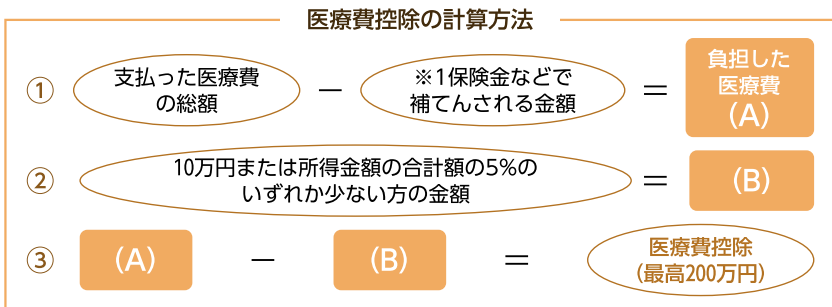 医療費控除の計算方法
① 支払った医療費の総額 － ※1保険金などで補てんされる金額 ＝ 負担した医療費(A)
② 10万円または所得金額の合計額の5%のいずれか少ない方の金額 ＝ (B)
③ (A) － (B) ＝ 医療費控除(最高200万円)